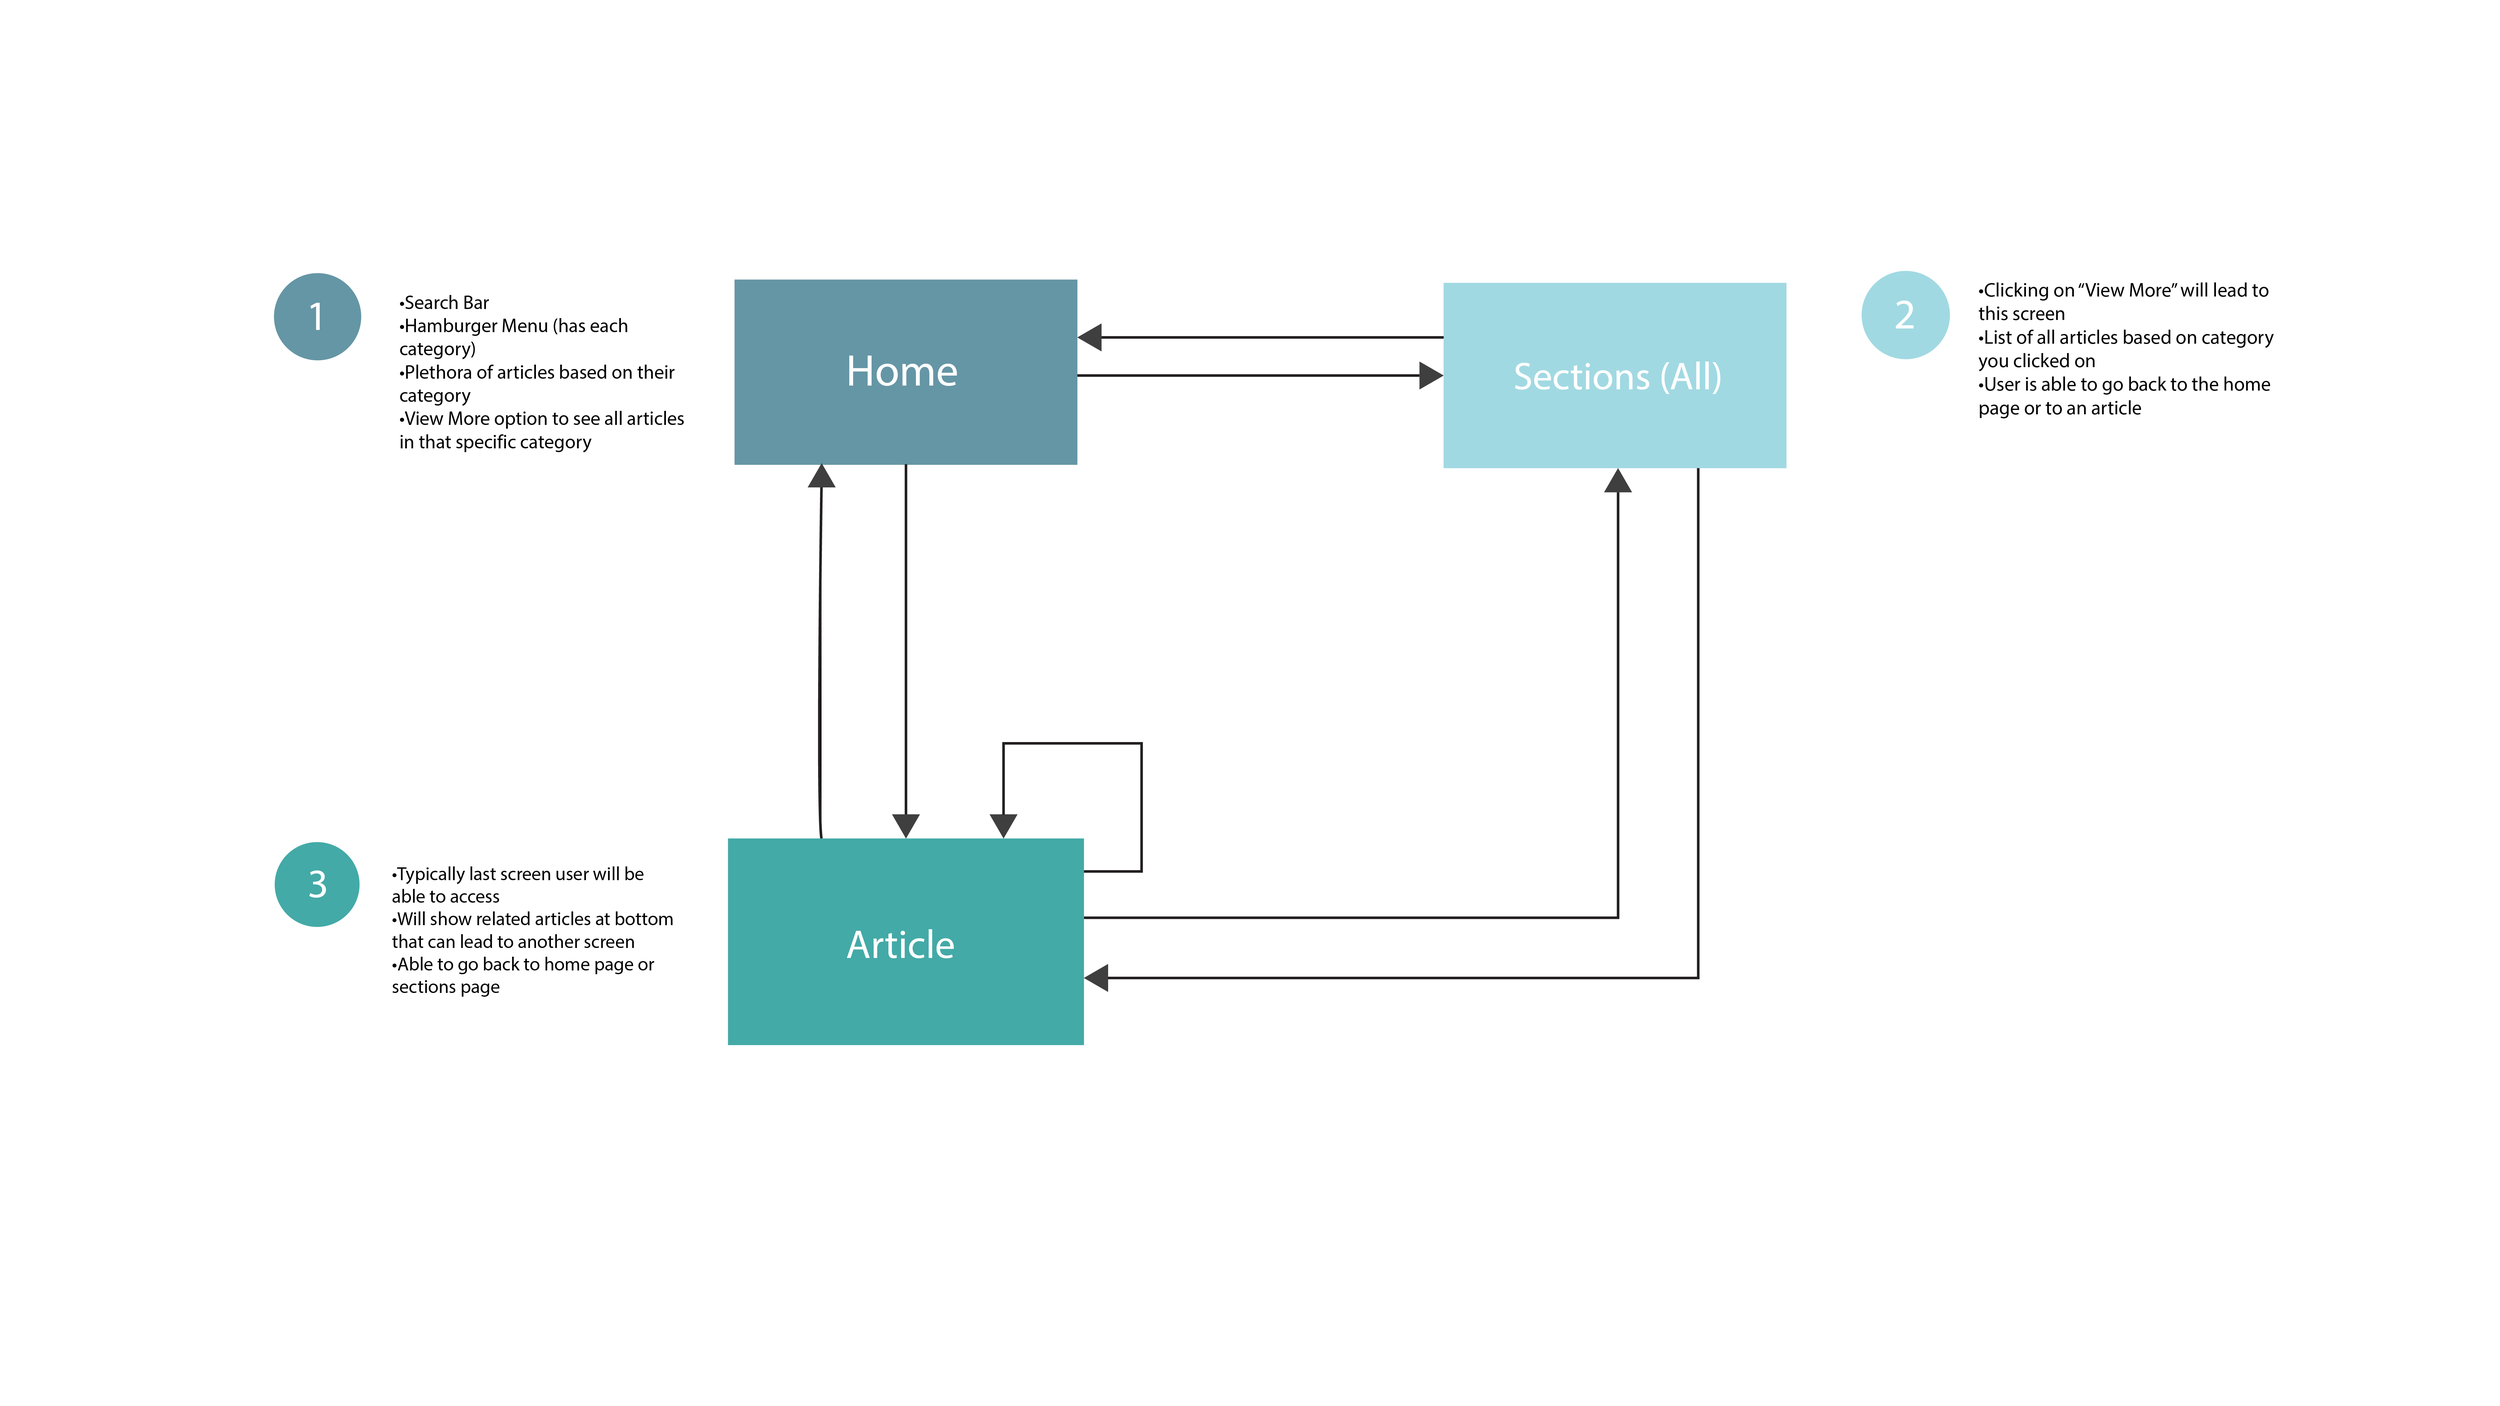 1
•Search Bar
•Hamburger Menu (has each
category)
•Plethora of articles based on their
category
•View More option to see all articles
in that specific category
Home
Sections (All)
2
•Clicking on “View More” will lead to
this screen
•List of all articles based on category
you clicked on
•User is able to go back to the home
page or to an article
3
•Typically last screen user will be
able to access
•Will show related articles at bottom
that can lead to another screen
•Able to go back to home page or
sections page
Article